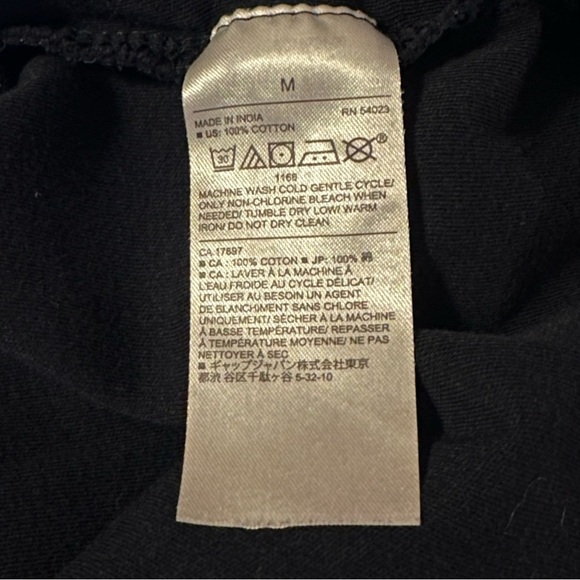 M
MADE IN INDIA RN 54023
■ US: 100% COTTON
30
1168
MACHINE WASH COLD GENTLE CYCLE/
ONLY NON-CHLORINE BLEACH WHEN
NEEDED/ TUMBLE DRY LOW/ WARM
IRON/ DO NOT DRY CLEAN
CA 17897
■ CA : 100% COTON ■ JP: 100% 綿
■ CA : LAVER À LA MACHINE À
L'EAU FROIDE AU CYCLE DÉLICAT/
UTILISER AU BESOIN UN AGENT
DE BLANCHIMENT SANS CHLORE
UNIQUEMENT/ SÉCHER À LA MACHINE
À BASSE TEMPÉRATURE/ REPASSER
À TEMPÉRATURE MOYENNE/ NE PAS
NETTOYER À SEC
■ ギャップジャパン株式会社東京
都渋 谷区千駄ヶ谷 5-32-10